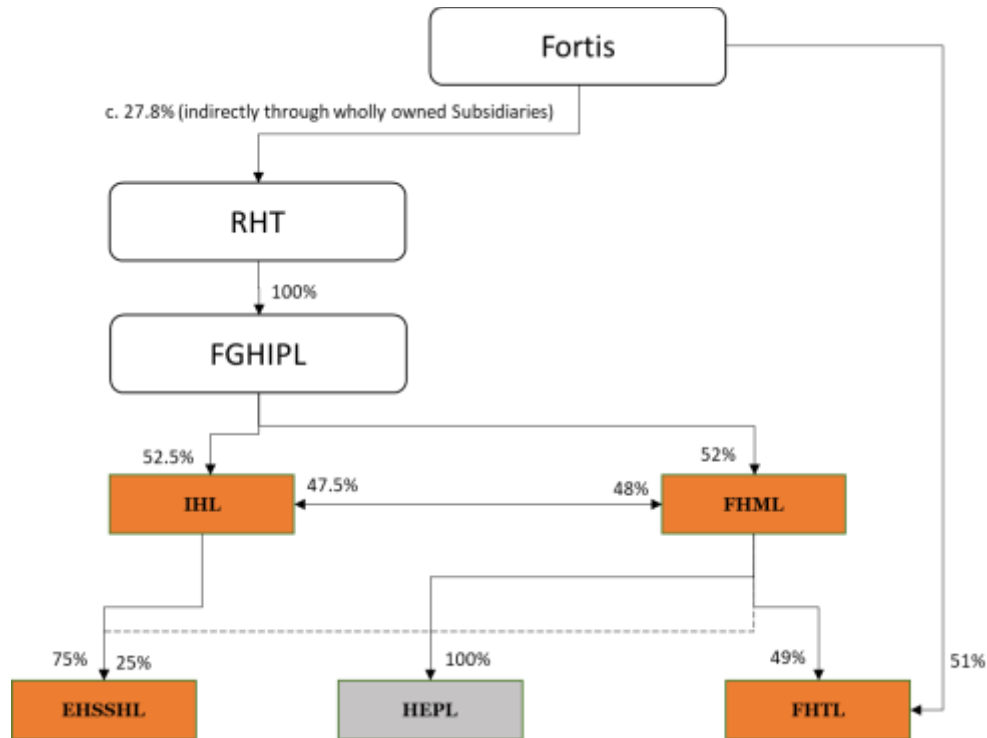 Fortis
c. 27.8% (indirectly through wholly owned Subsidiaries)
RHT
100%
FGHIPL
52.5%
52%
IHL
47.5%
48%
FHML
75%
25%
100%
49%
51%
EHSSHL
HEPL
FHTL